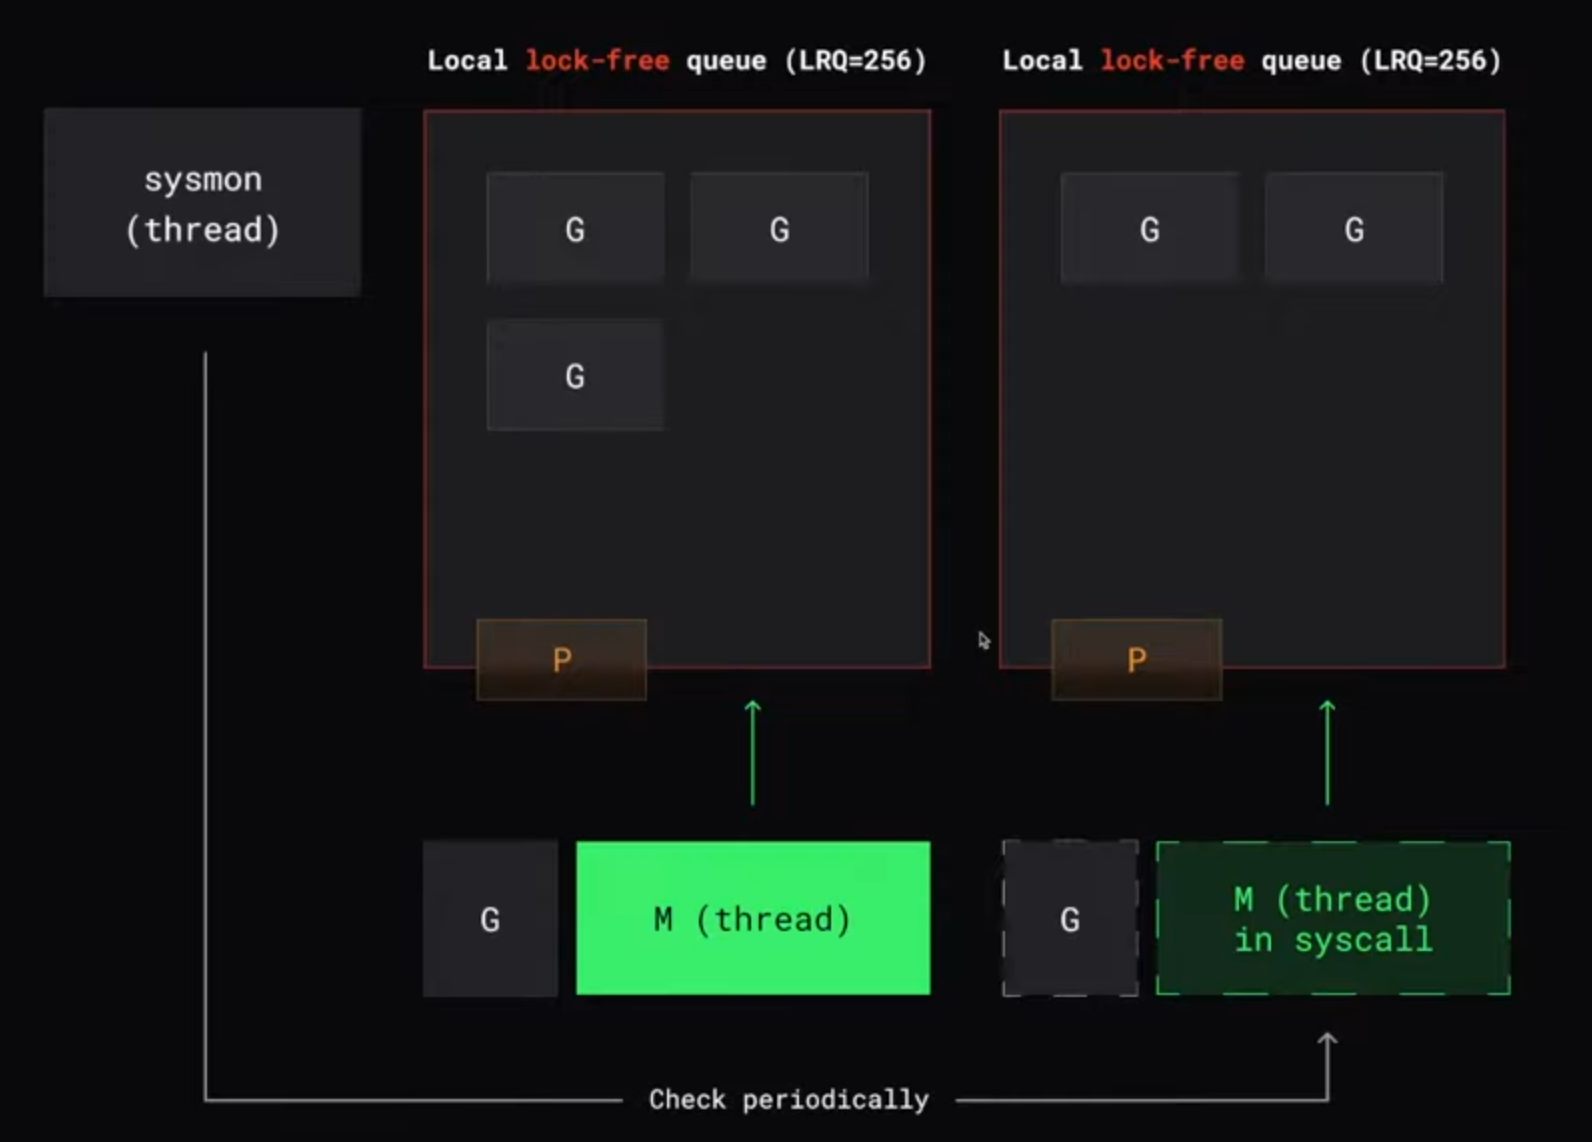 Local lock-free queue (LRQ=256)
Local lock-free queue (LRQ=256)
sysmon
(thread)
G
G
G
G
G
P
P
G
M (thread)
G
M (thread)
in syscall
Check periodically